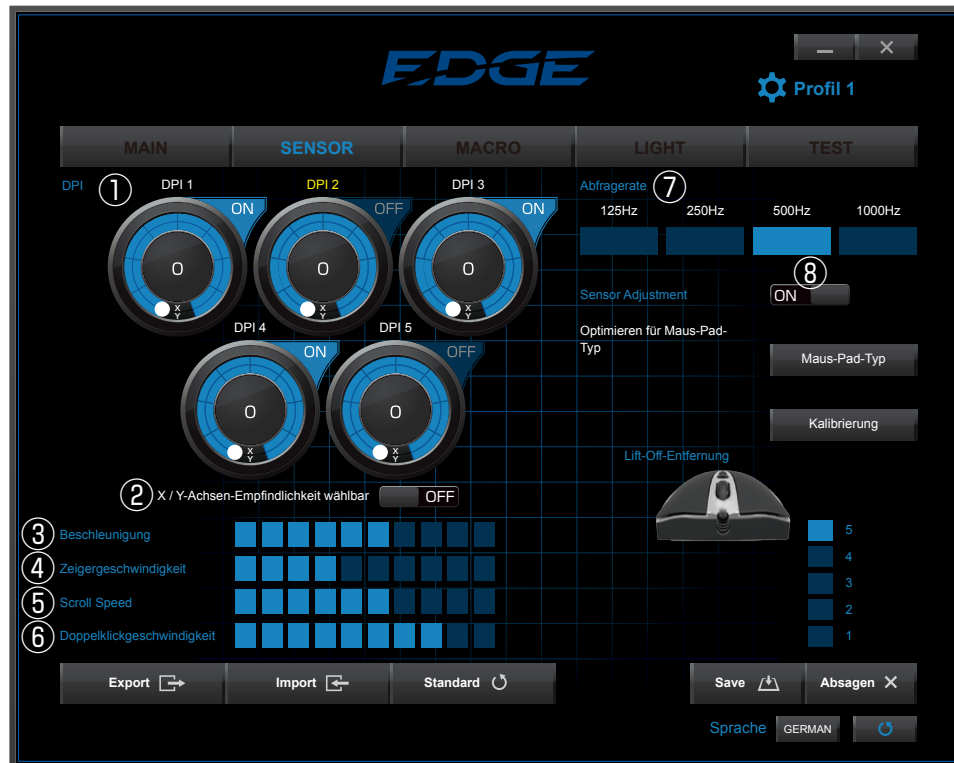 EDGE
Profil 1
MAIN SENSOR MACRO LIGHT TEST
DPI ① DPI 1 DPI 2 DPI 3
ON OFF ON
0 0 0
X X X
Y Y Y
DPI 4 DPI 5
ON OFF
0 0
X X
Y Y
② X / Y-Achsen-Empfindlichkeit wählbar OFF
③ Beschleunigung
④ Zeigergeschwindigkeit
⑤ Scroll Speed
⑥ Doppelklickgeschwindigkeit
Abfragerate ⑦
125Hz 250Hz 500Hz 1000Hz
⑧
Sensor Adjustment ON
Optimieren für Maus-Pad-
Typ
Maus-Pad-Typ
Kalibrierung
Lift-Off-Entfernung
5
4
3
2
1
Export Import Standard Save Absagen
Sprache GERMAN